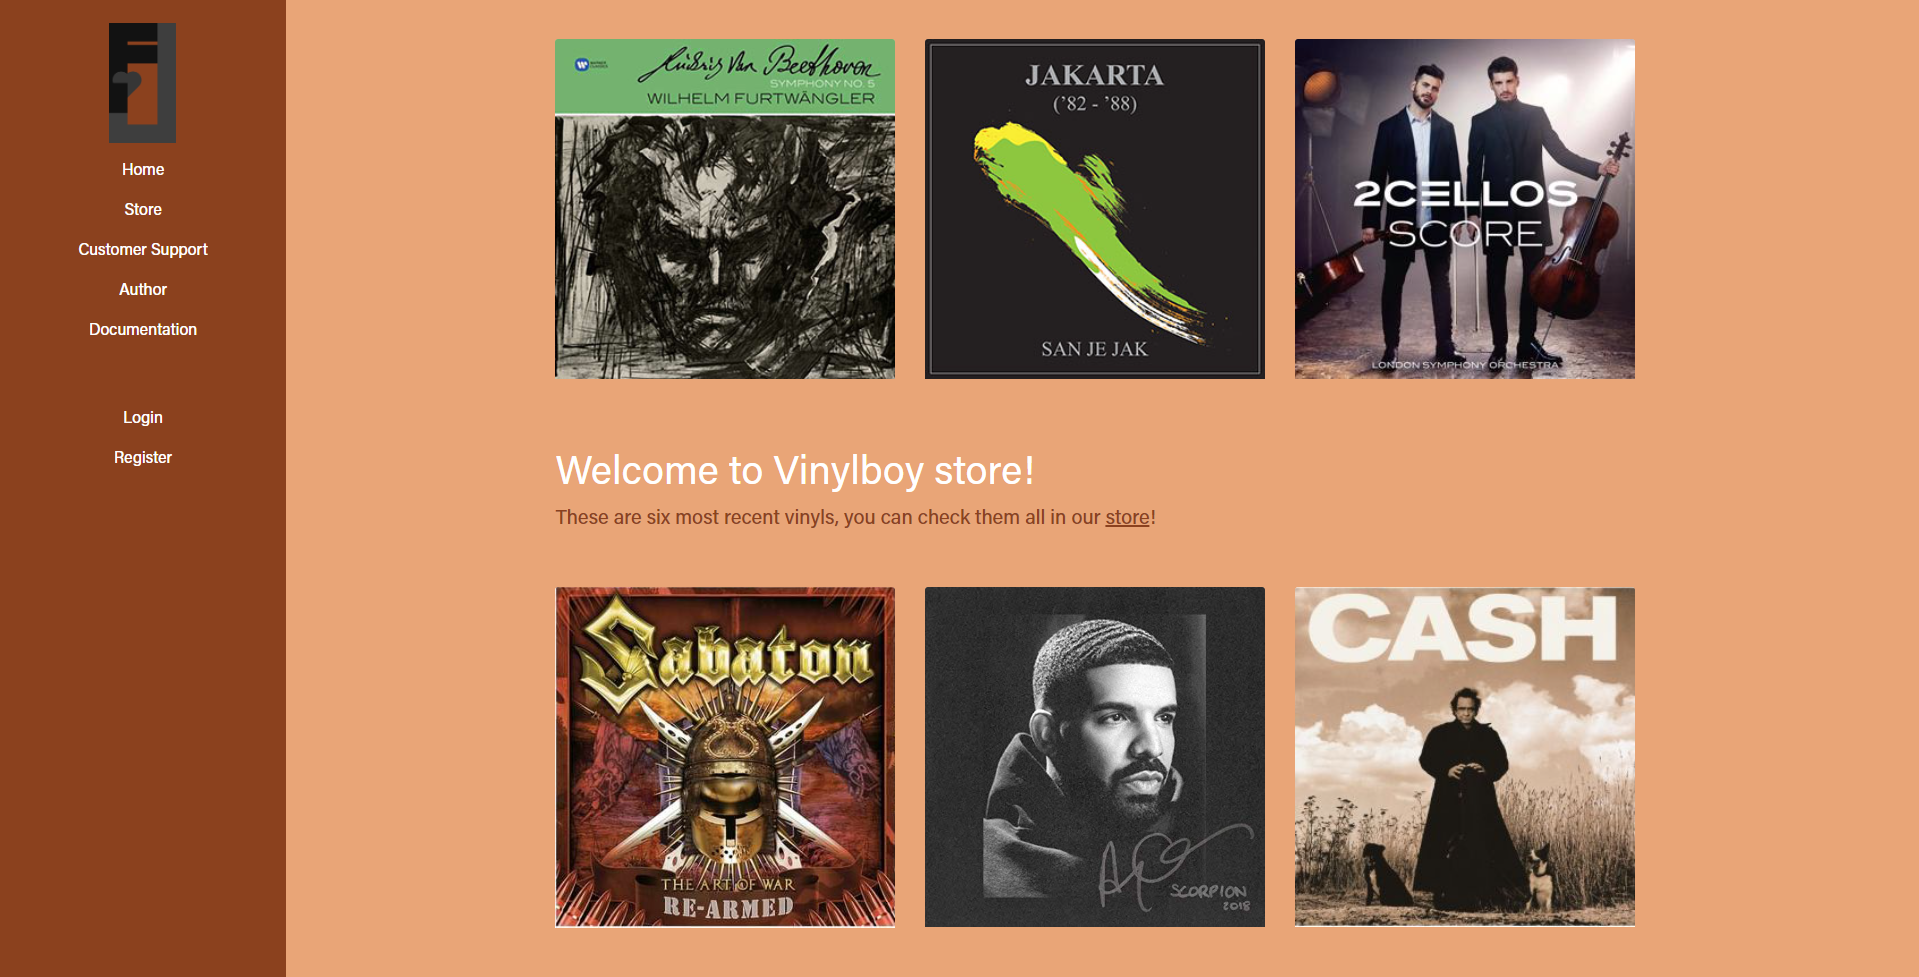 Home
Store
Customer Support
Author
Documentation
Login
Register
Ludwig Van Beethoven
SYMPHONY NO. 5
WILHELM FURTWÄNGLER
WARNER
CLASSICS
JAKARTA
('82 - '88)
SAN JE JAK
2CELLOS
SCORE
LONDON SYMPHONY ORCHESTRA
Welcome to Vinylboy store!
These are six most recent vinyls, you can check them all in our store!
Sabaton
THE ART OF WAR
RE-ARMED
SCORPION
2018
CASH